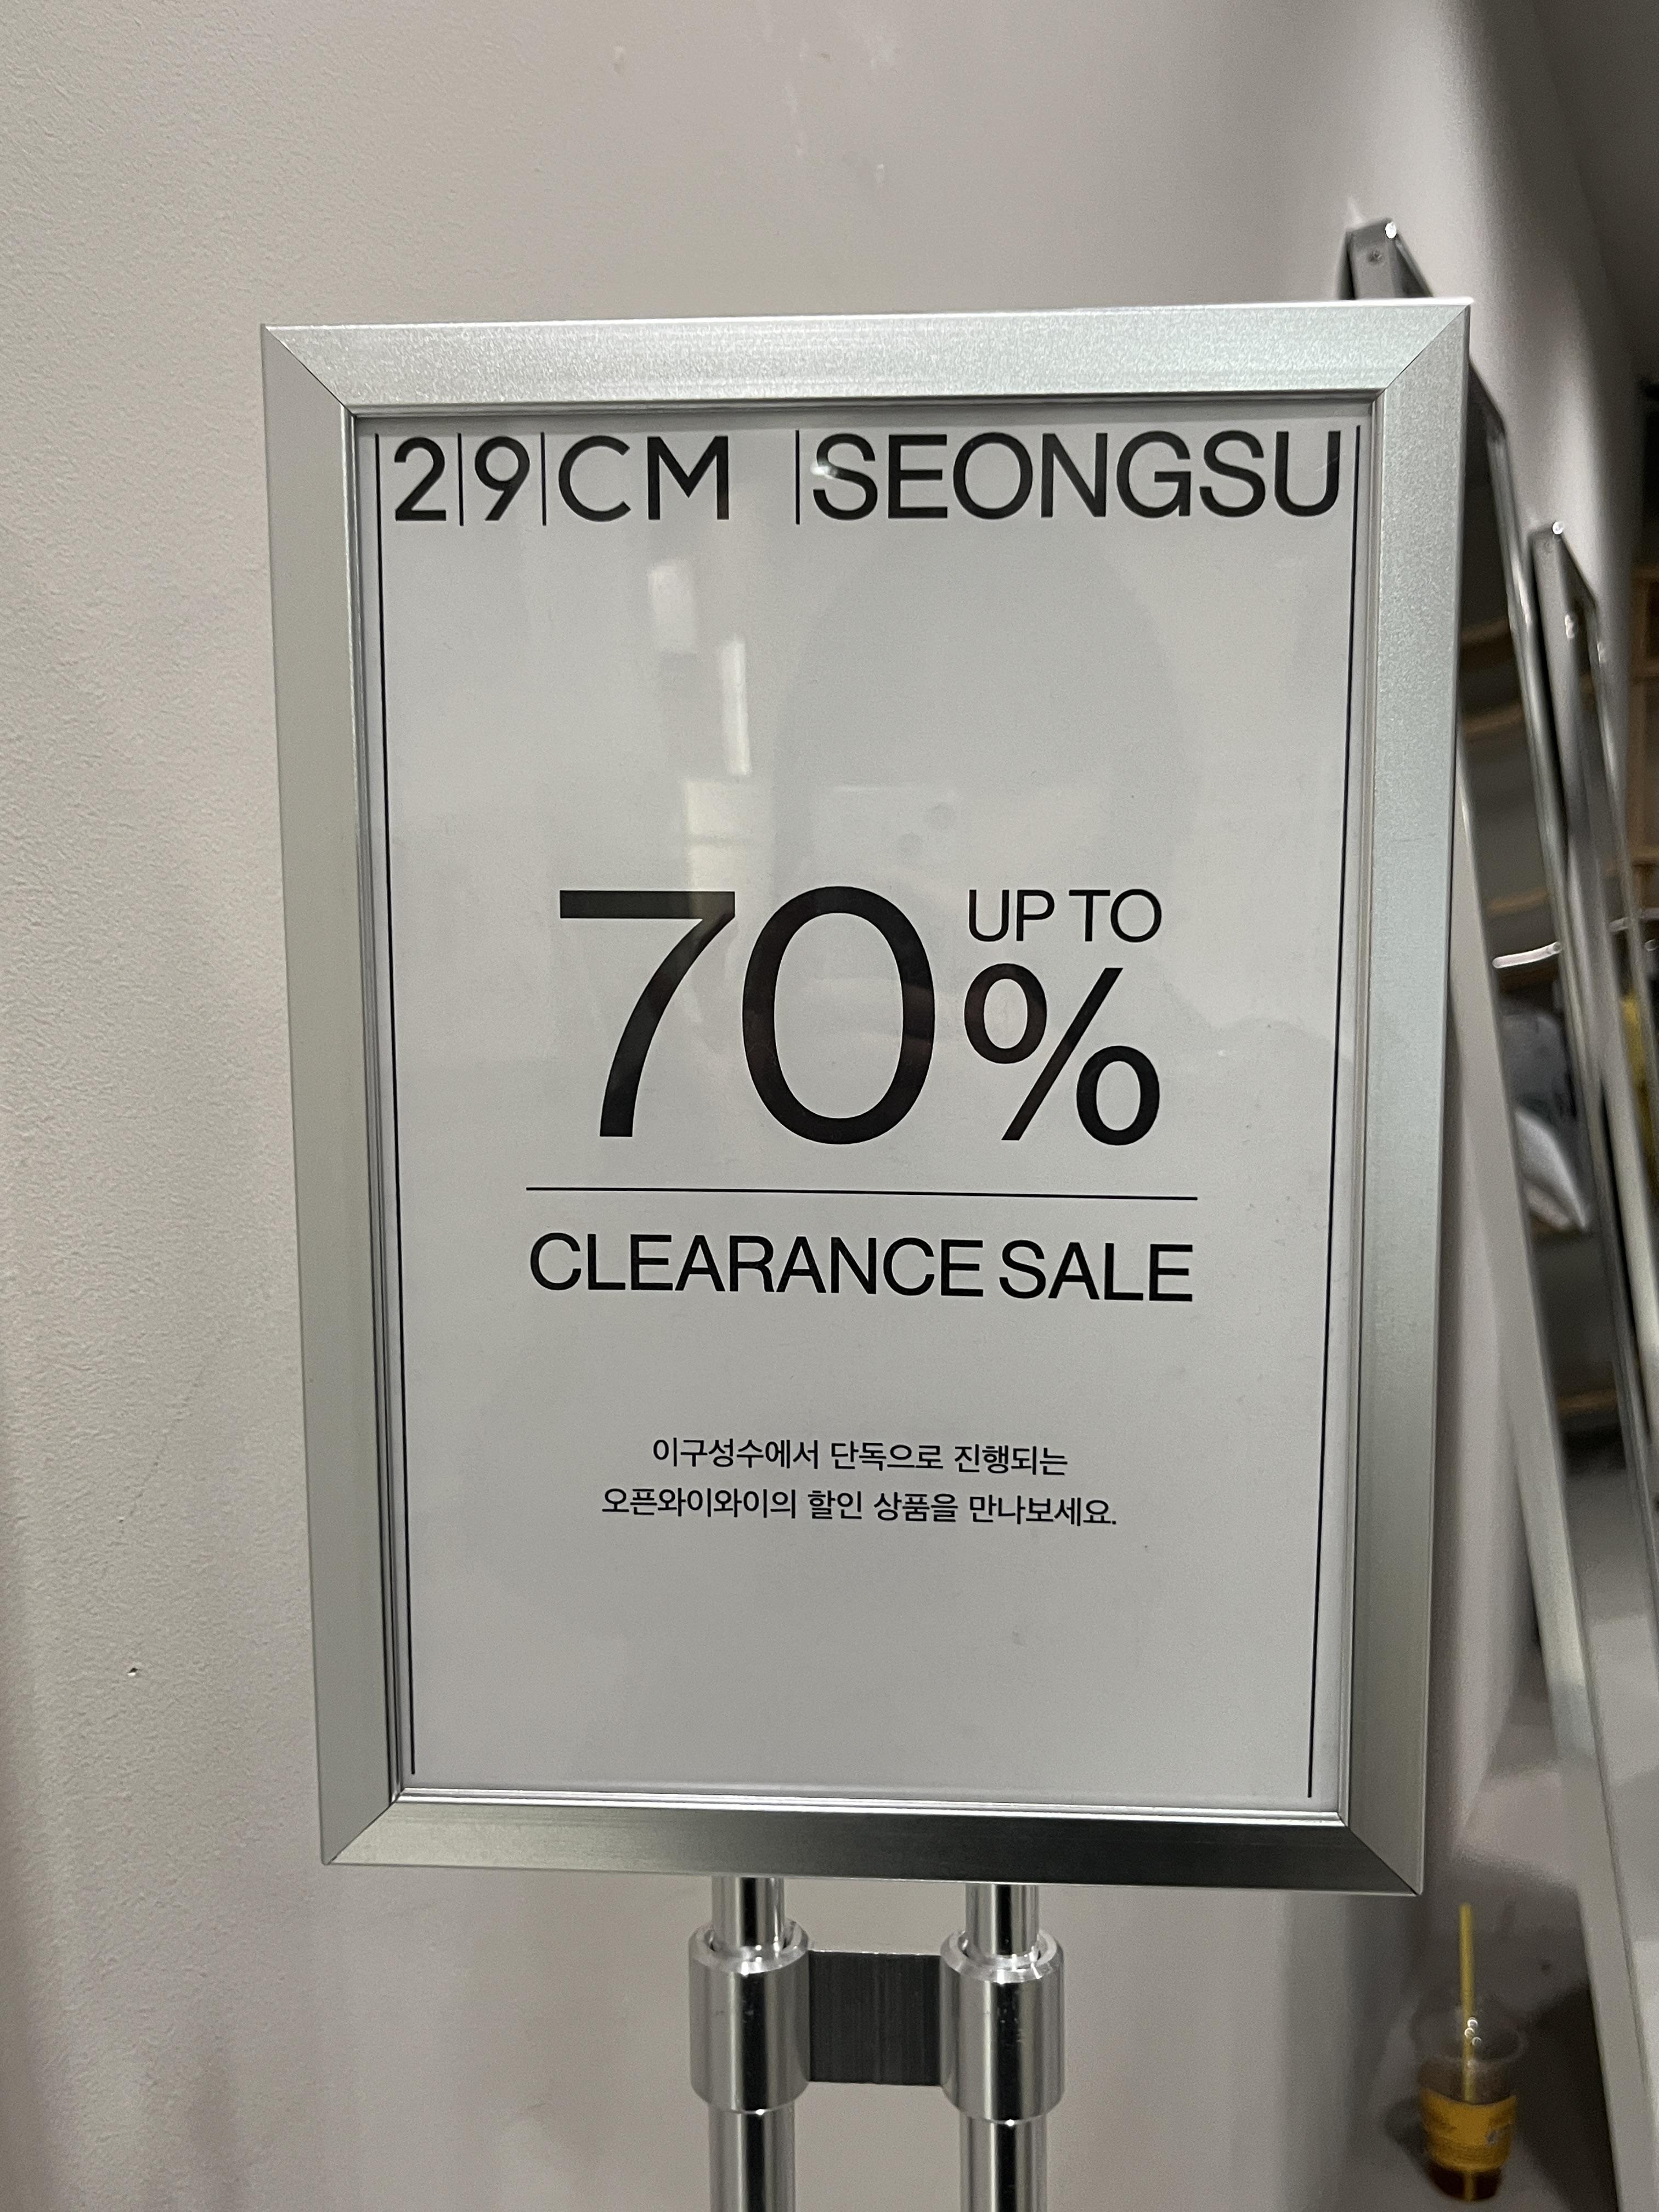 2|9|CM |SEONGSU
70 UP TO
%
CLEARANCE SALE
이구성수에서 단독으로 진행되는
오픈와이와이의 할인 상품을 만나보세요.